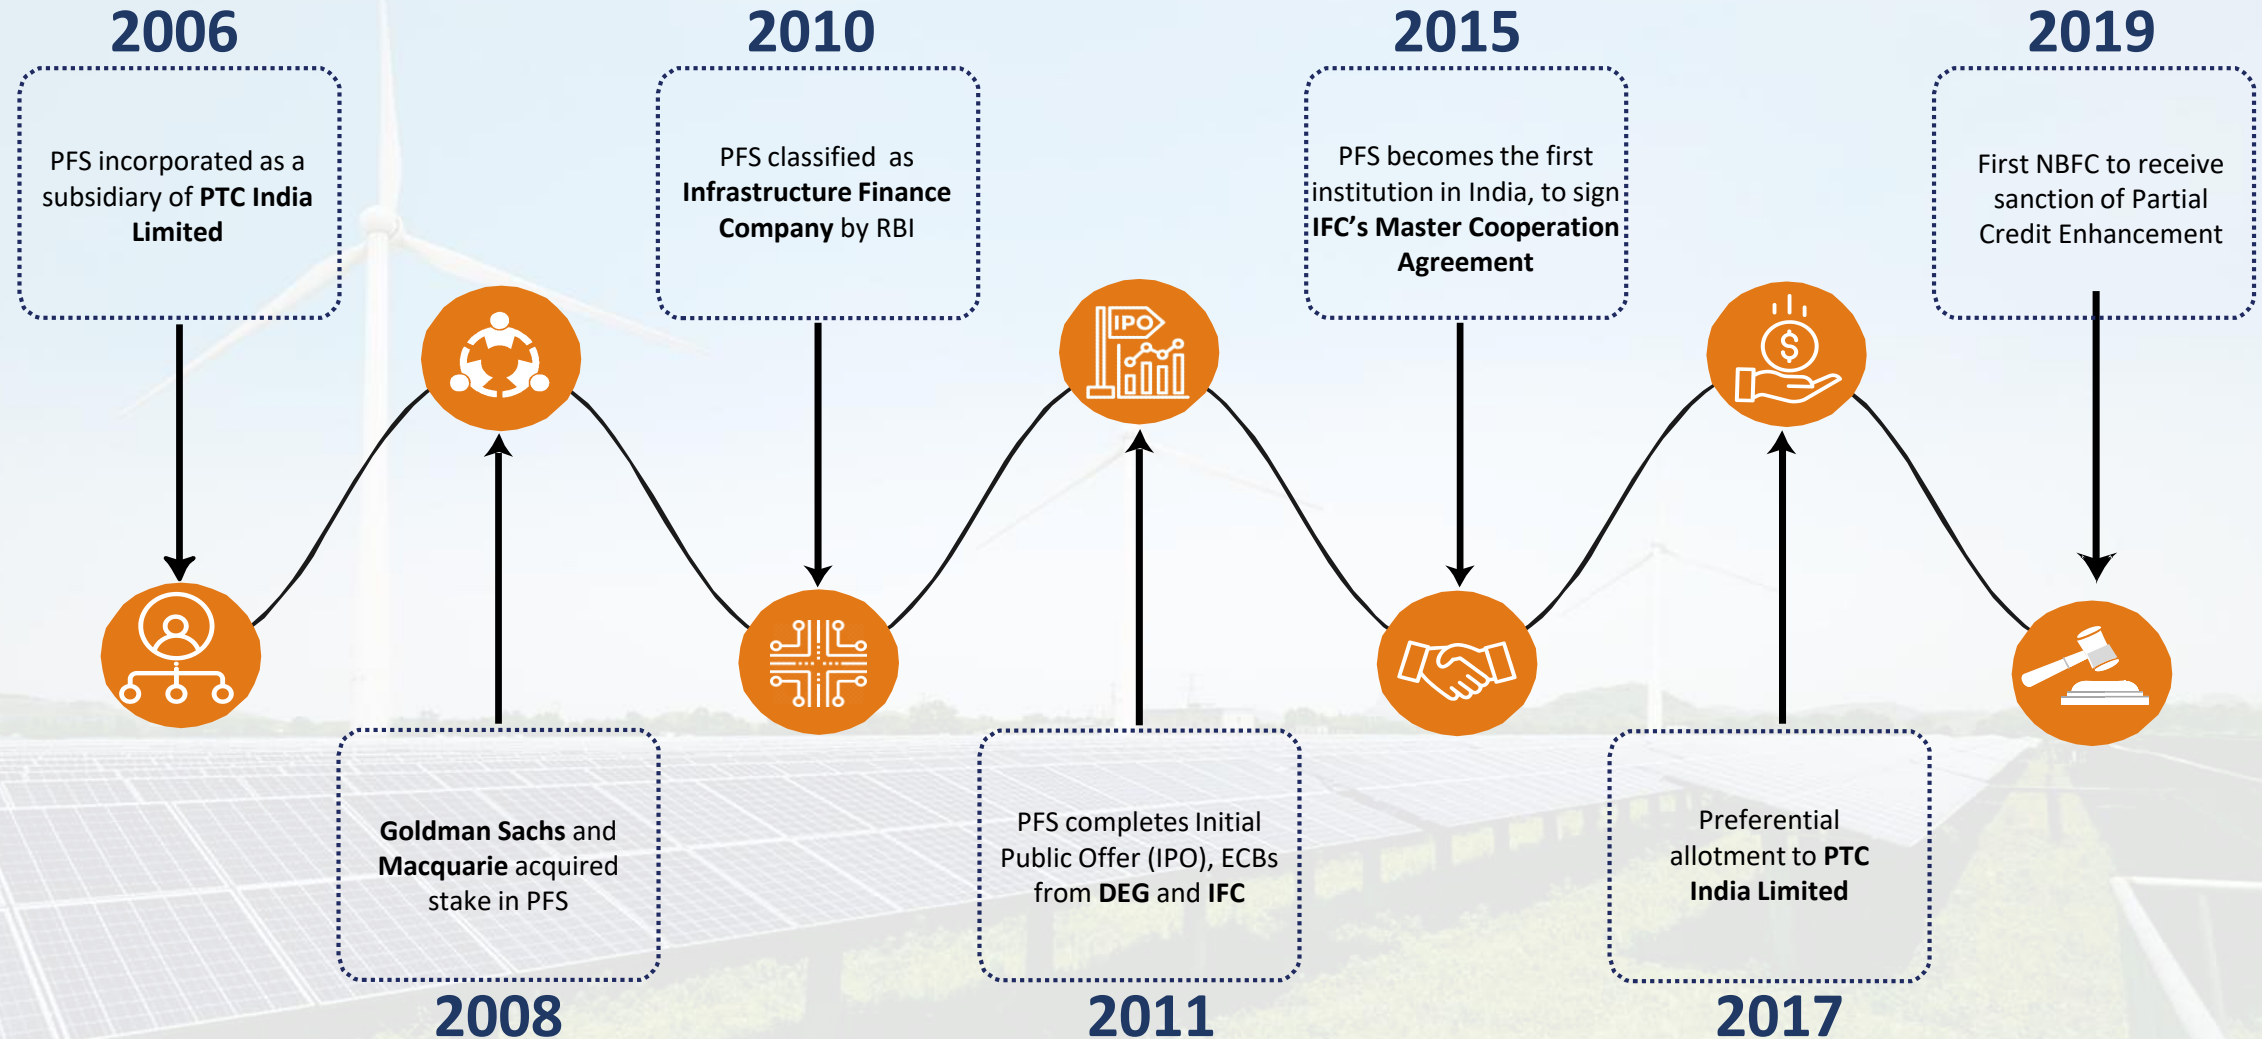 2006
PFS incorporated as a
subsidiary of PTC India
Limited
2010
PFS classified as
Infrastructure Finance
Company by RBI
2015
PFS becomes the first
institution in India, to sign
IFC's Master Cooperation
Agreement
2019
First NBFC to receive
sanction of Partial
Credit Enhancement
IPO
$
Goldman Sachs and
Macquarie acquired
stake in PFS
2008
PFS completes Initial
Public Offer (IPO), ECBs
from DEG and IFC
2011
Preferential
allotment to PTC
India Limited
2017